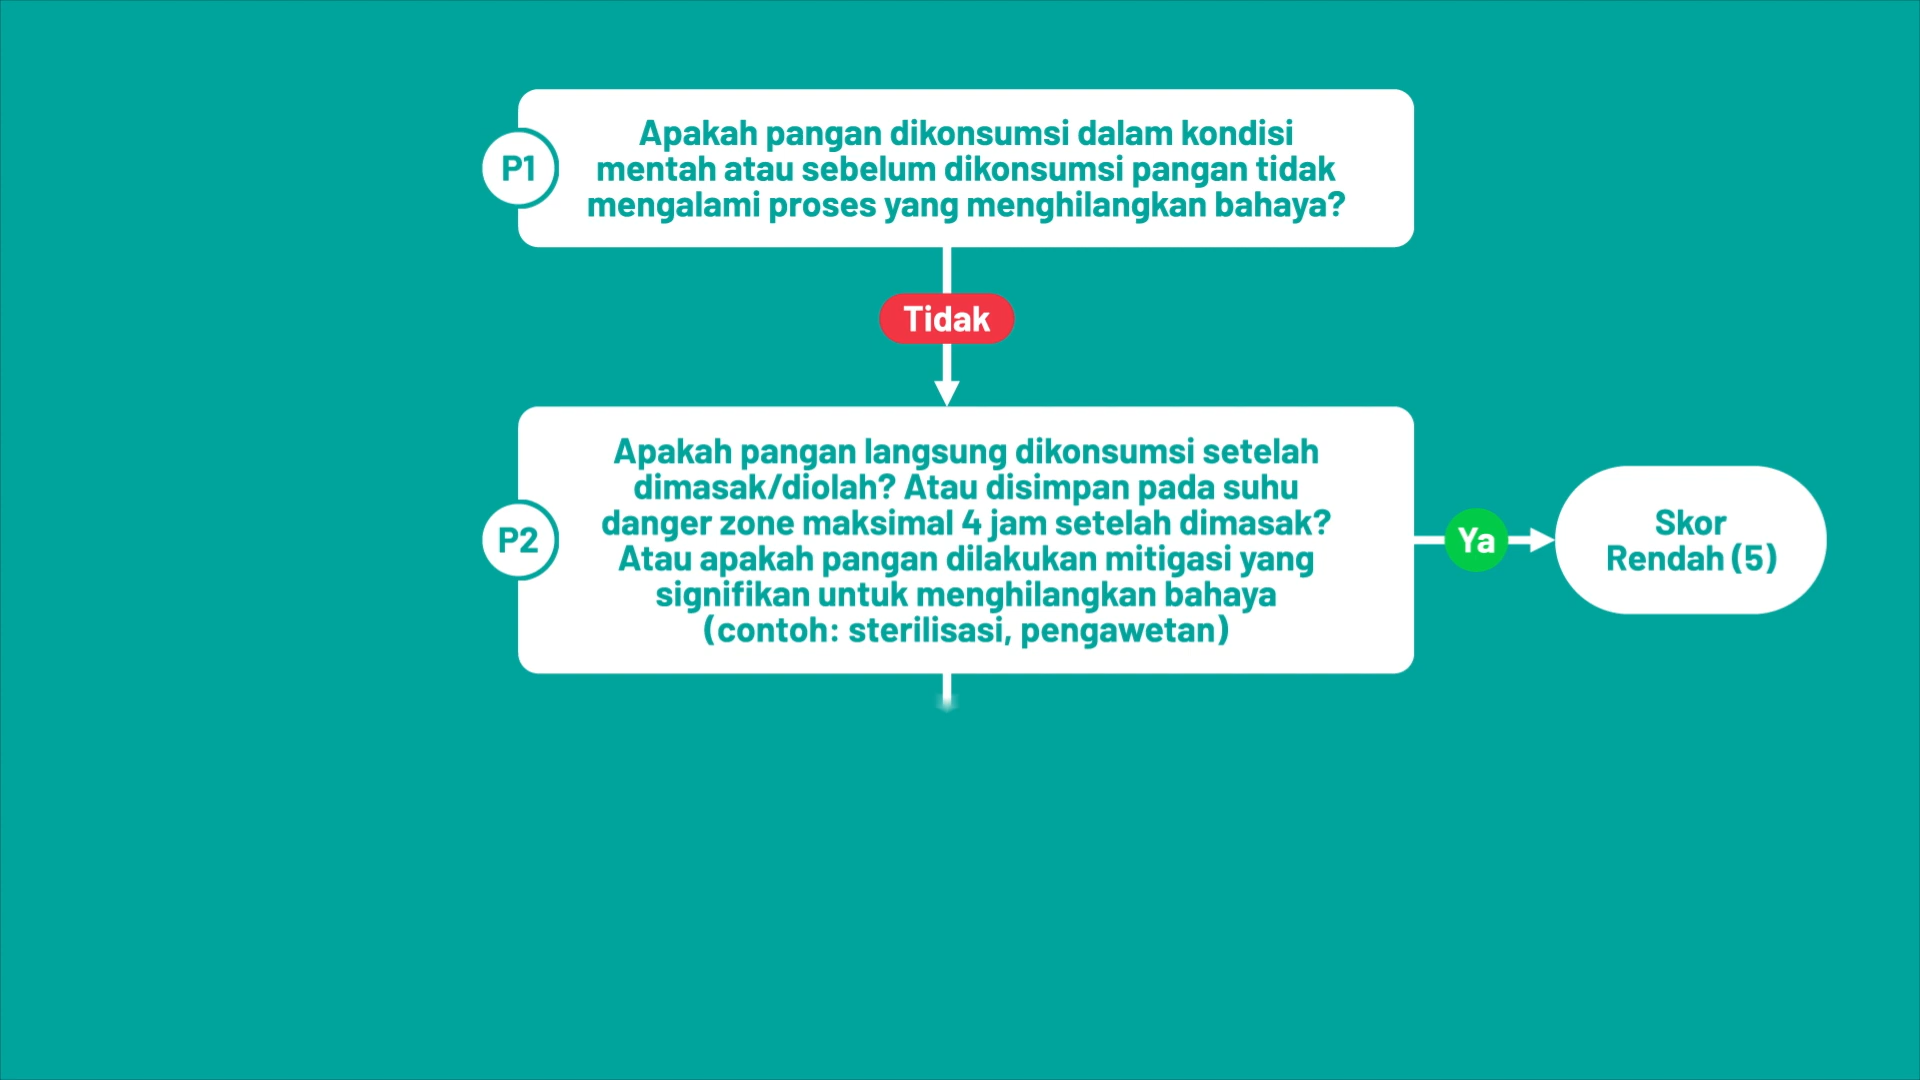 P1
Apakah pangan dikonsumsi dalam kondisi
mentah atau sebelum dikonsumsi pangan tidak
mengalami proses yang menghilangkan bahaya?
Tidak
P2
Apakah pangan langsung dikonsumsi setelah
dimasak/diolah? Atau disimpan pada suhu
danger zone maksimal 4 jam setelah dimasak?
Atau apakah pangan dilakukan mitigasi yang
signifikan untuk menghilangkan bahaya
(contoh: sterilisasi, pengawetan)
Ya
Skor
Rendah (5)